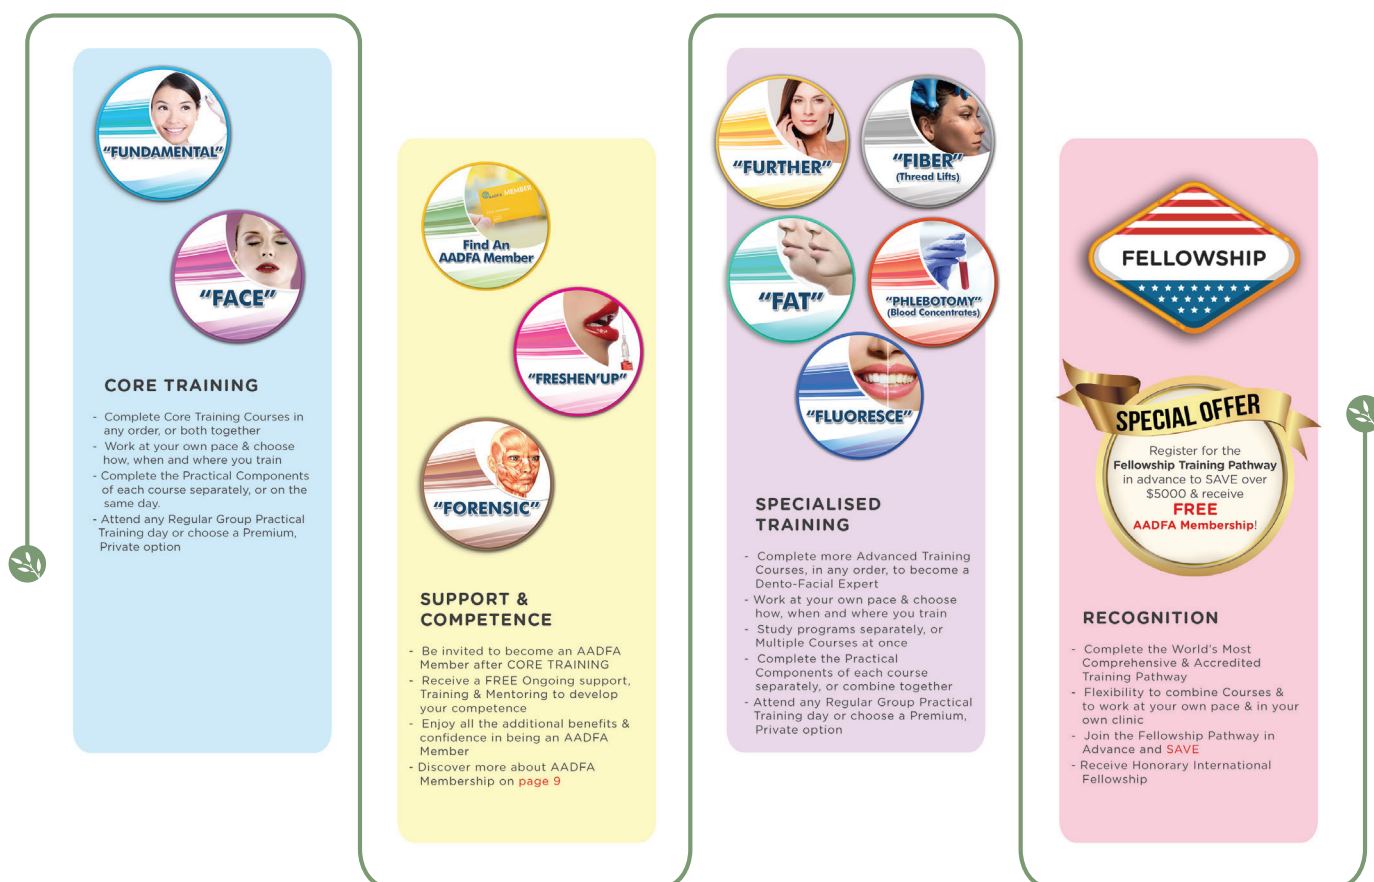 “FUNDAMENTAL”
“FACE”
CORE TRAINING
- Complete Core Training Courses in
any order, or both together
- Work at your own pace & choose
how, when and where you train
- Complete the Practical Components
of each course separately, or on the
same day.
- Attend any Regular Group Practical
Training day or choose a Premium,
Private option
MEMBER
Find An
AADFA Member
“FRESHEN’UP”
“FORENSIC”
SUPPORT &
COMPETENCE
- Be invited to become an AADFA
Member after CORE TRAINING
- Receive a FREE Ongoing support,
Training & Mentoring to develop
your competence
- Enjoy all the additional benefits &
confidence in being an AADFA
Member
- Discover more about AADFA
Membership on page 9
“FURTHER”
“FIBER”
(Thread Lifts)
“FAT”
“PHLEBOTOMY”
(Blood Concentrates)
“FLUORESCE”
SPECIALISED
TRAINING
- Complete more Advanced Training
Courses, in any order, to become a
Dento-Facial Expert
- Work at your own pace & choose
how, when and where you train
- Study programs separately, or
Multiple Courses at once
- Complete the Practical
Components of each course
separately, or combine together
- Attend any Regular Group Practical
Training day or choose a Premium,
Private option
FELLOWSHIP
SPECIAL OFFER
Register for the
Fellowship Training Pathway
in advance to SAVE over
$5000 & receive
FREE
AADFA Membership!
RECOGNITION
- Complete the World’s Most
Comprehensive & Accredited
Training Pathway
- Flexibility to combine Courses &
to work at your own pace & in your
own clinic
- Join the Fellowship Pathway in
Advance and SAVE
- Receive Honorary International
Fellowship